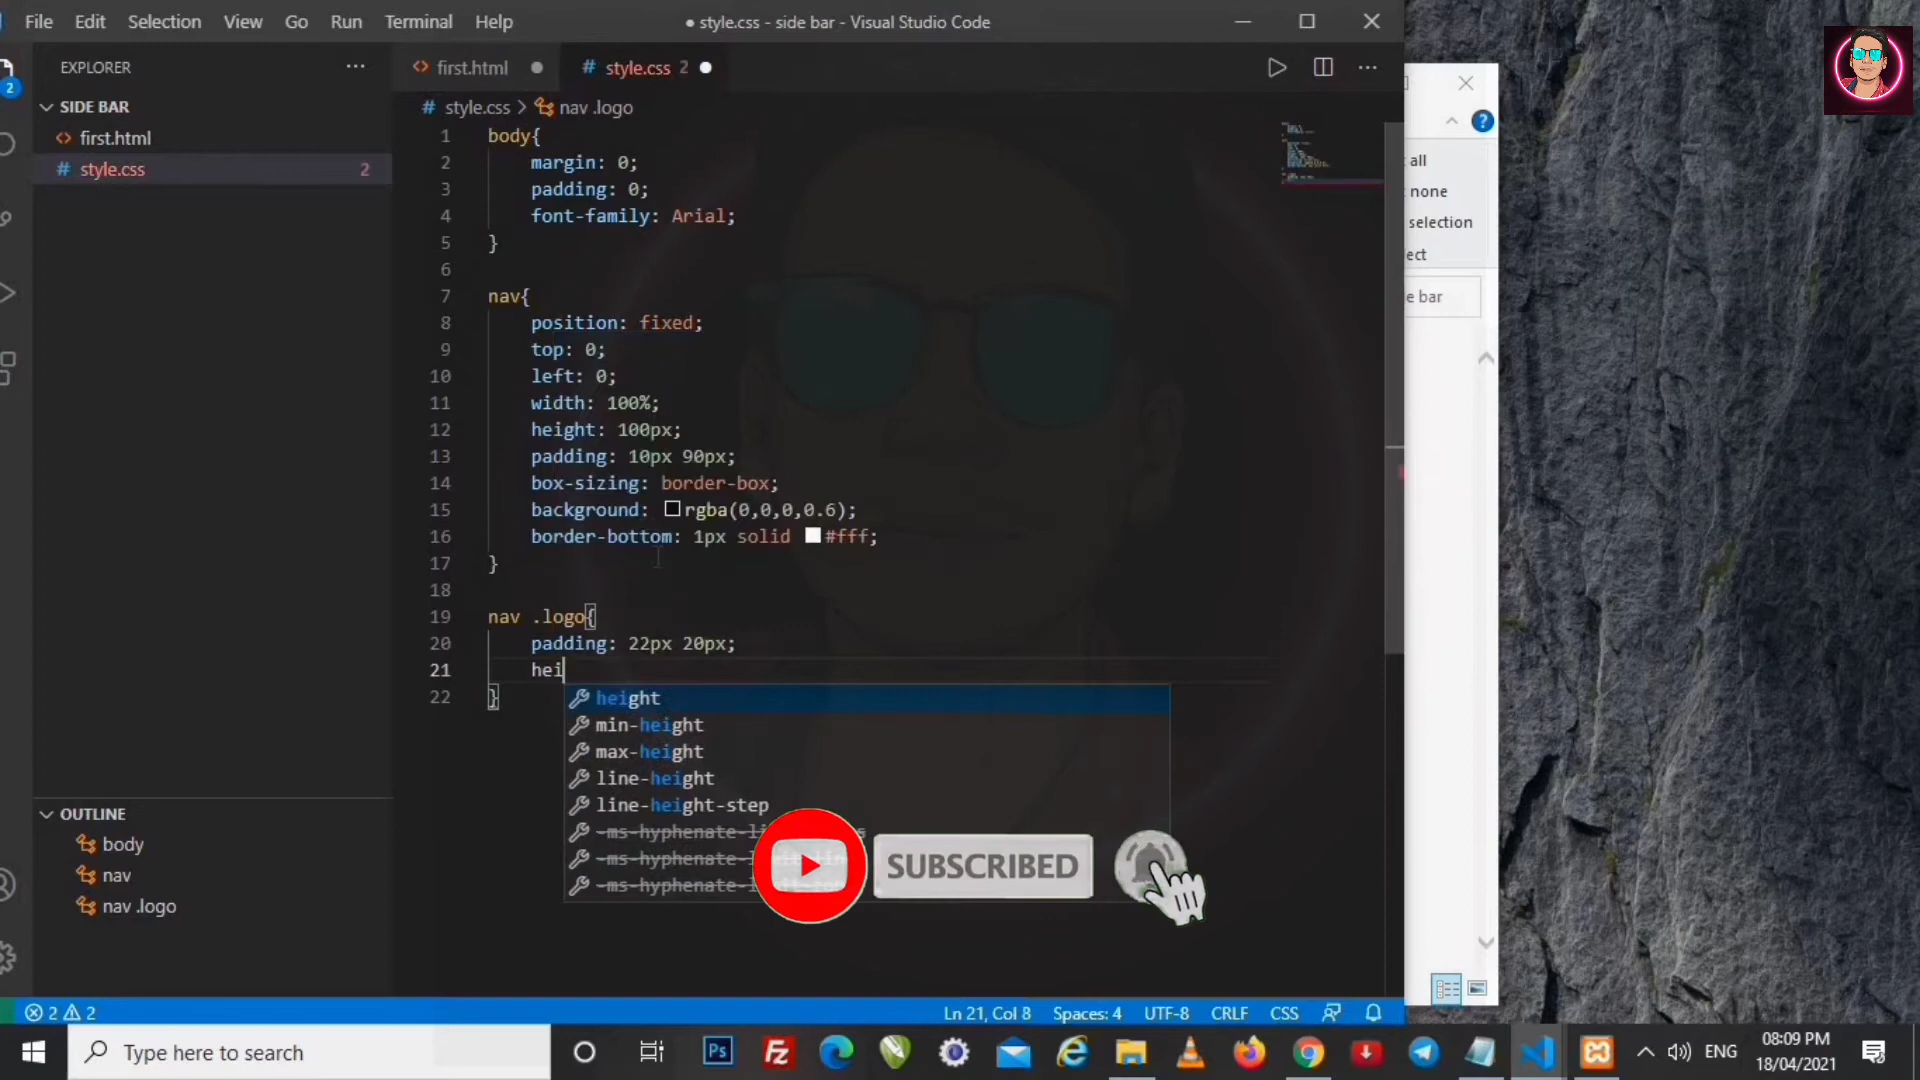 File Edit Selection View Go Run Terminal Help
● style.css - side bar - Visual Studio Code
EXPLORER
SIDE BAR
first.html
style.css 2
2
first.html
# style.css 2
# style.css > nav .logo
1 body{
2 margin: 0;
3 padding: 0;
4 font-family: Arial;
5 }
6
7 nav{
8 position: fixed;
9 top: 0;
10 left: 0;
11 width: 100%;
12 height: 100px;
13 padding: 10px 90px;
14 box-sizing: border-box;
15 background: rgba(0,0,0,0.6);
16 border-bottom: 1px solid #fff;
17 }
18
19 nav .logo{
20 padding: 22px 20px;
21 hei
22 }
height
min-height
max-height
line-height
line-height-step
SUBSCRIBED
OUTLINE
body
nav
nav .logo
all
none
selection
bar
2 2
Ln 21, Col 8 Spaces: 4 UTF-8 CRLF CSS
Type here to search
Ps
Fz
ENG
08:09 PM
18/04/2021